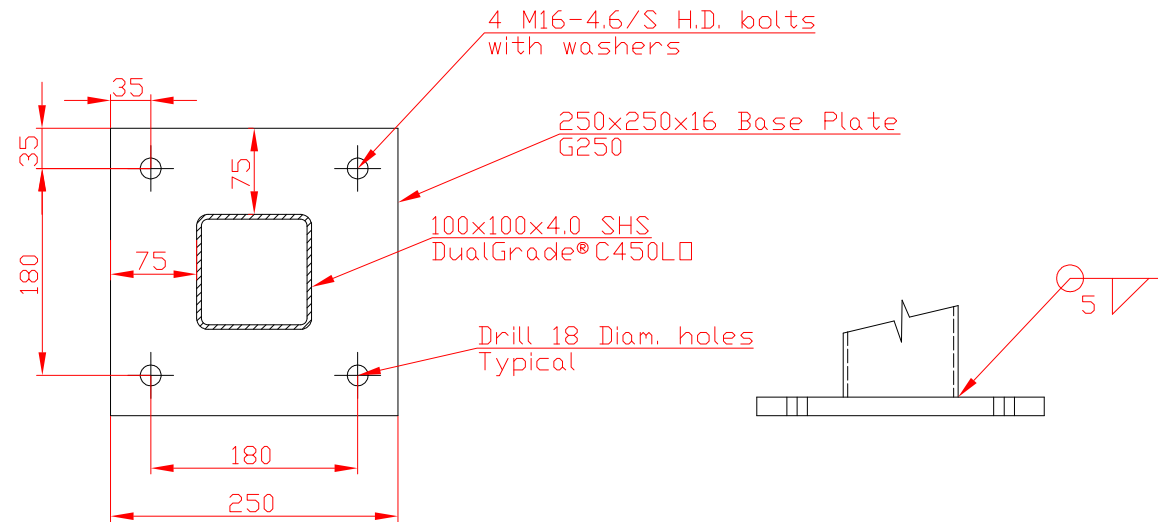 4 M16-4.6/S H.D. bolts
with washers
35
250x250x16 Base Plate
G250
35
75
100x100x4.0 SHS
DualGrade® C450L□
75
180
5
Drill 18 Diam. holes
Typical
180
250